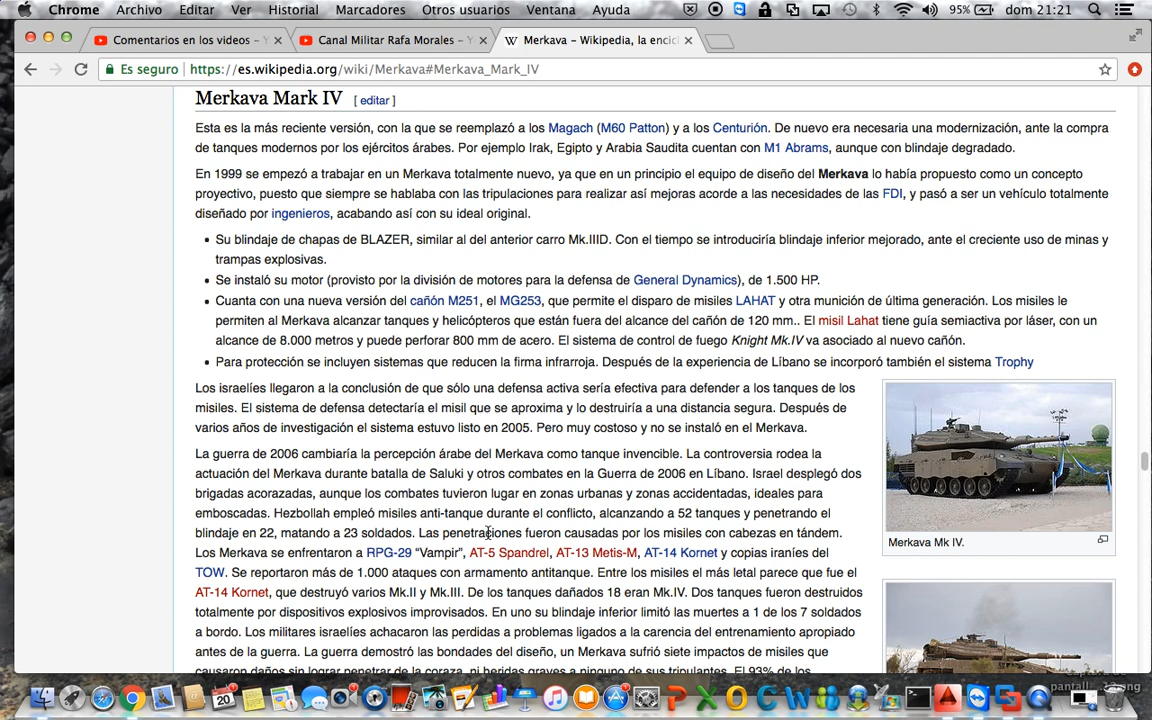 Chrome Archivo Editar Ver Historial Marcadores Otros usuarios Ventana Ayuda 95% dom 21:21
Comentarios en los videos – Y × Canal Militar Rafa Morales – Y × W Merkava – Wikipedia, la encicl ×
Es seguro https://es.wikipedia.org/wiki/Merkava#Merkava_Mark_IV
Merkava Mark IV [ editar ]
Esta es la más reciente versión, con la que se reemplazó a los Magach (M60 Patton) y a los Centurión. De nuevo era necesaria una modernización, ante la compra
de tanques modernos por los ejércitos árabes. Por ejemplo Irak, Egipto y Arabia Saudita cuentan con M1 Abrams, aunque con blindaje degradado.
En 1999 se empezó a trabajar en un Merkava totalmente nuevo, ya que en un principio el equipo de diseño del Merkava lo había propuesto como un concepto
proyectivo, puesto que siempre se hablaba con las tripulaciones para realizar así mejoras acorde a las necesidades de las FDI, y pasó a ser un vehículo totalmente
diseñado por ingenieros, acabando así con su ideal original.
• Su blindaje de chapas de BLAZER, similar al del anterior carro Mk.IIID. Con el tiempo se introduciría blindaje inferior mejorado, ante el creciente uso de minas y
trampas explosivas.
• Se instaló su motor (provisto por la división de motores para la defensa de General Dynamics), de 1.500 HP.
• Cuanta con una nueva versión del cañón M251, el MG253, que permite el disparo de misiles LAHAT y otra munición de última generación. Los misiles le
permiten al Merkava alcanzar tanques y helicópteros que están fuera del alcance del cañón de 120 mm.. El misil Lahat tiene guía semiactiva por láser, con un
alcance de 8.000 metros y puede perforar 800 mm de acero. El sistema de control de fuego Knight Mk.IV va asociado al nuevo cañón.
• Para protección se incluyen sistemas que reducen la firma infrarroja. Después de la experiencia de Líbano se incorporó también el sistema Trophy
Los israelíes llegaron a la conclusión de que sólo una defensa activa sería efectiva para defender a los tanques de los
misiles. El sistema de defensa detectaría el misil que se aproxima y lo destruiría a una distancia segura. Después de
varios años de investigación el sistema estuvo listo en 2005. Pero muy costoso y no se instaló en el Merkava.
La guerra de 2006 cambiaría la percepción árabe del Merkava como tanque invencible. La controversia rodea la
actuación del Merkava durante batalla de Saluki y otros combates en la Guerra de 2006 en Líbano. Israel desplegó dos
brigadas acorazadas, aunque los combates tuvieron lugar en zonas urbanas y zonas accidentadas, ideales para
emboscadas. Hezbollah empleó misiles anti-tanque durante el conflicto, alcanzando a 52 tanques y penetrando el
blindaje en 22, matando a 23 soldados. Las penetraciones fueron causadas por los misiles con cabezas en tándem.
Los Merkava se enfrentaron a RPG-29 “Vampir”, AT-5 Spandrel, AT-13 Metis-M, AT-14 Kornet y copias iraníes del
TOW. Se reportaron más de 1.000 ataques con armamento antitanque. Entre los misiles el más letal parece que fue el
AT-14 Kornet, que destruyó varios Mk.II y Mk.III. De los tanques dañados 18 eran Mk.IV. Dos tanques fueron destruidos
totalmente por dispositivos explosivos improvisados. En uno su blindaje inferior limitó las muertes a 1 de los 7 soldados
a bordo. Los militares israelíes achacaron las perdidas a problemas ligados a la carencia del entrenamiento apropiado
antes de la guerra. La guerra demostró las bondades del diseño, un Merkava sufrió siete impactos de misiles que
causaron daños sin lograr penetrar de la coraza, ni heridas graves a ninguno de sus tripulantes. El 93% de los
Merkava Mk IV.
20